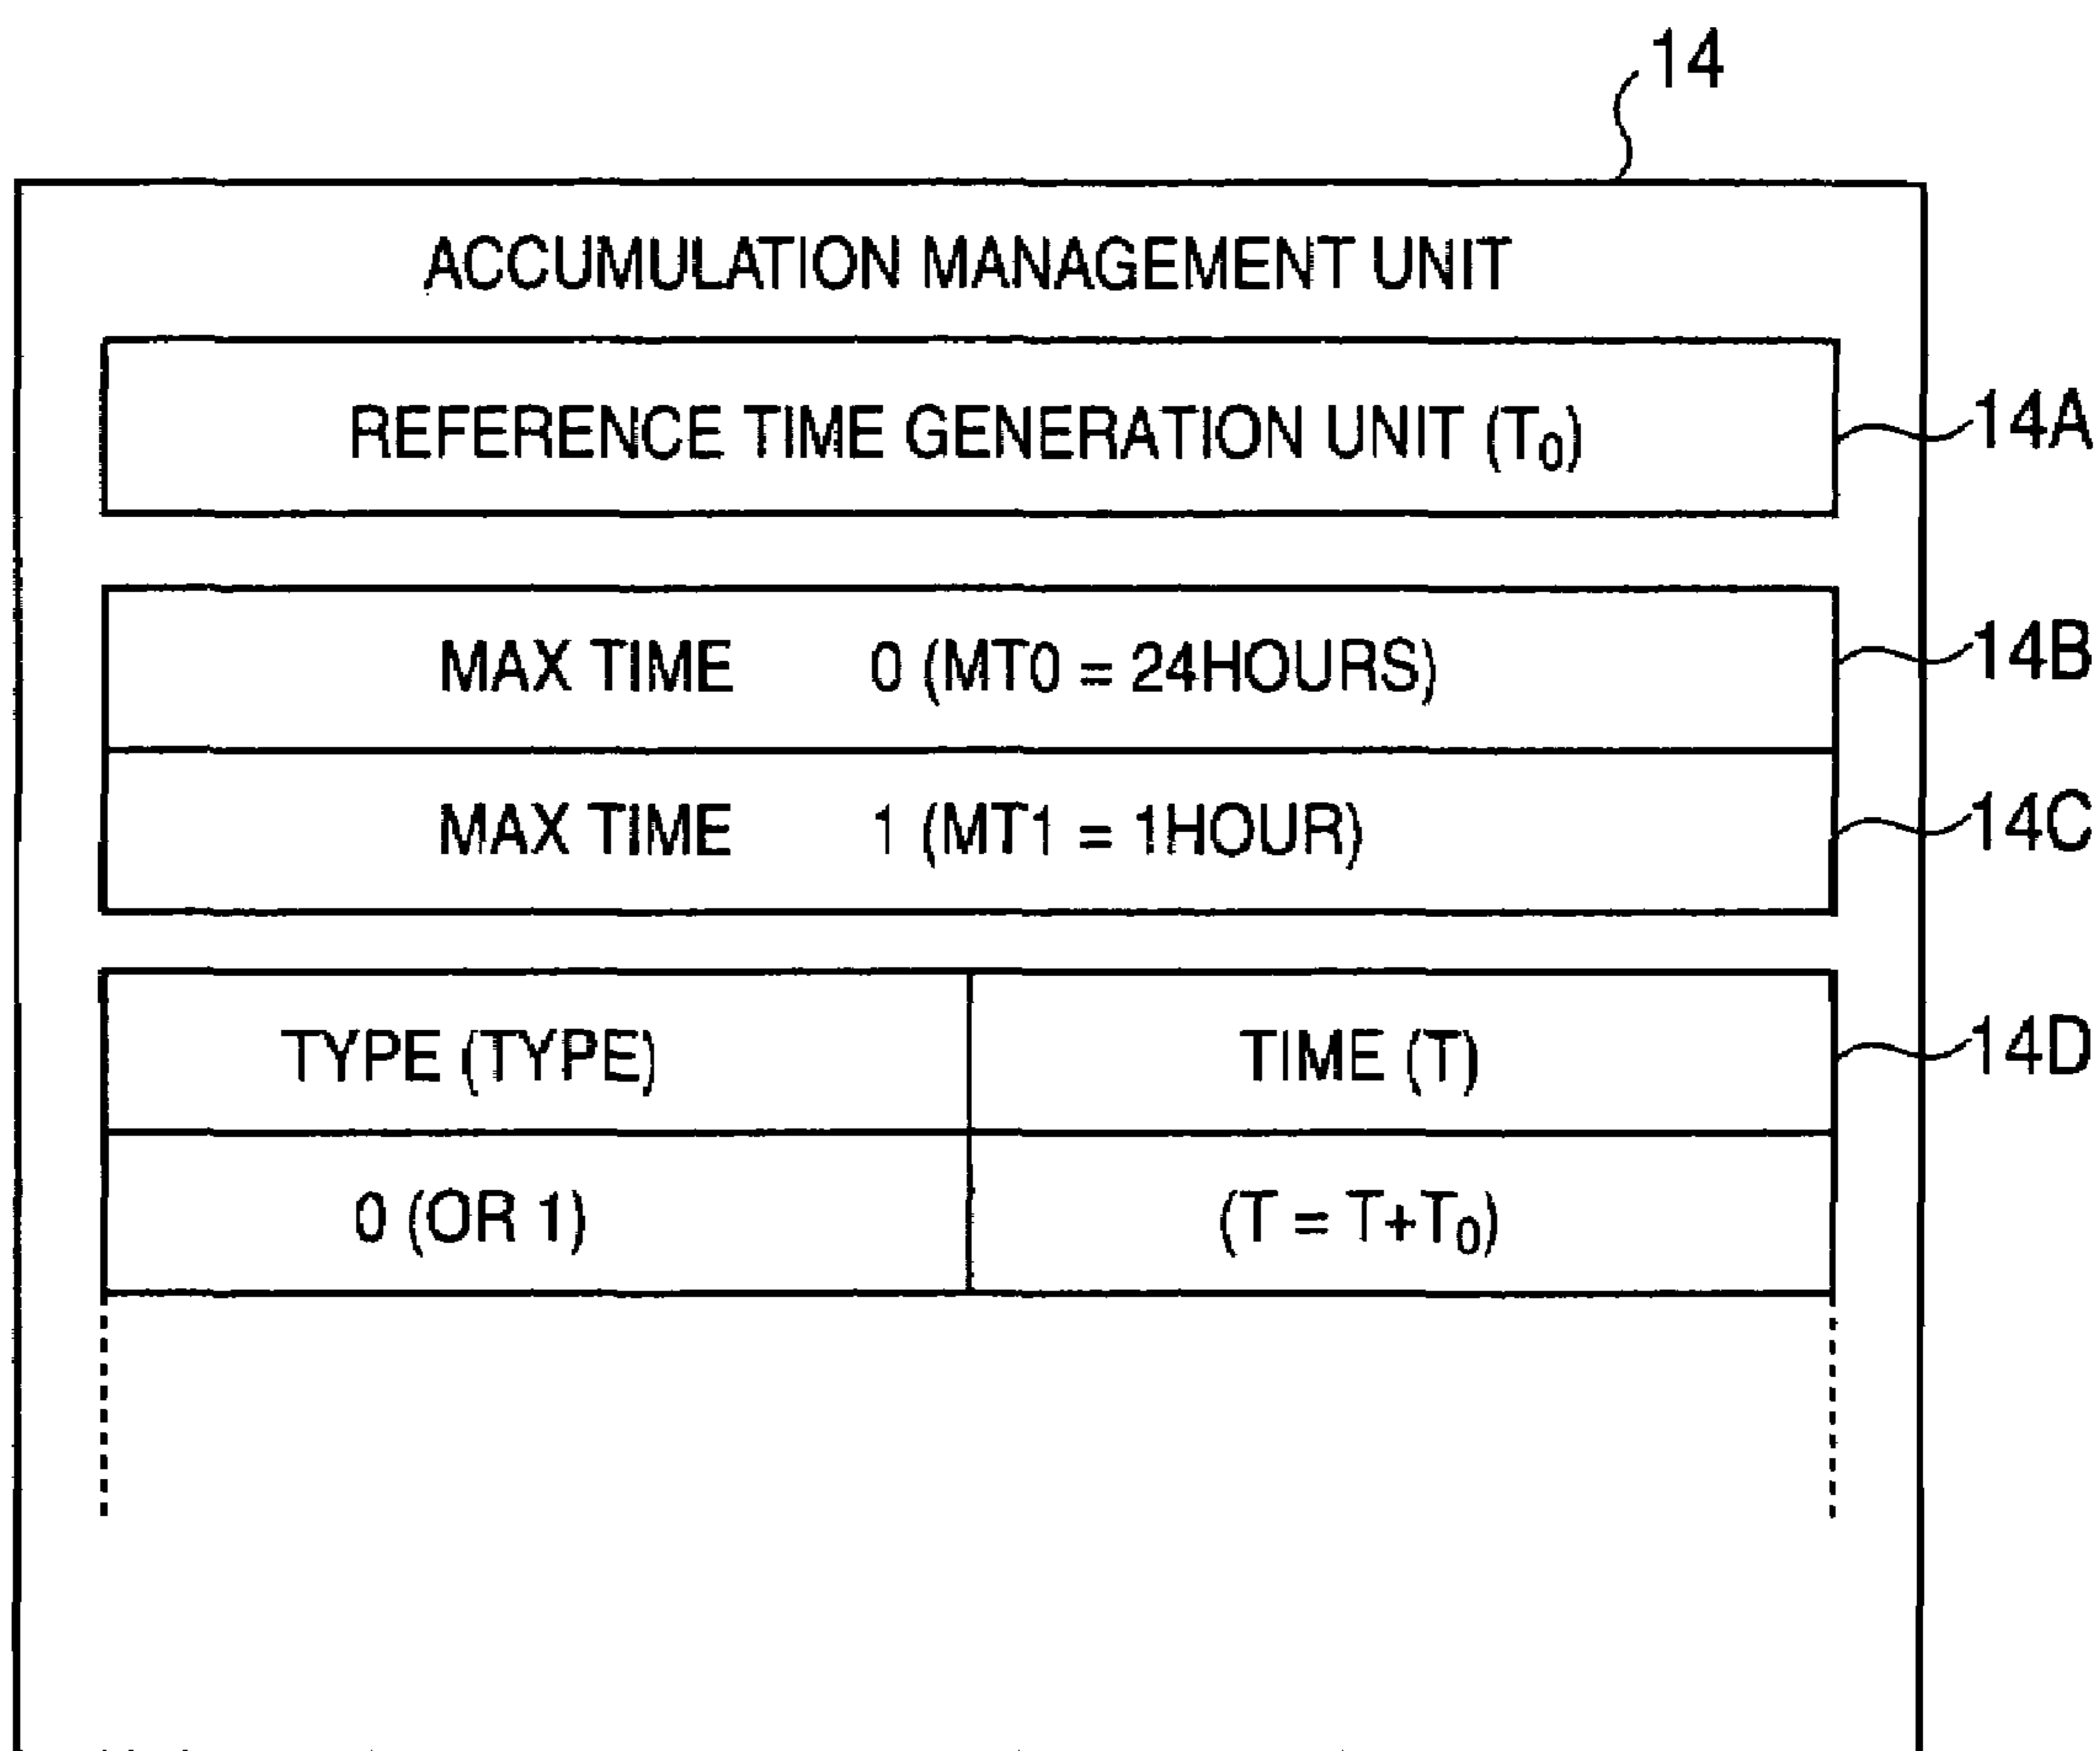 14
ACCUMULATION MANAGEMENT UNIT
REFERENCE TIME GENERATION UNIT (T₀)
14A
MAX TIME 0 (MT0 = 24HOURS)
14B
MAX TIME 1 (MT1 = 1HOUR)
14C
TYPE (TYPE) TIME (T)
14D
0 (OR 1) (T = T+T₀)